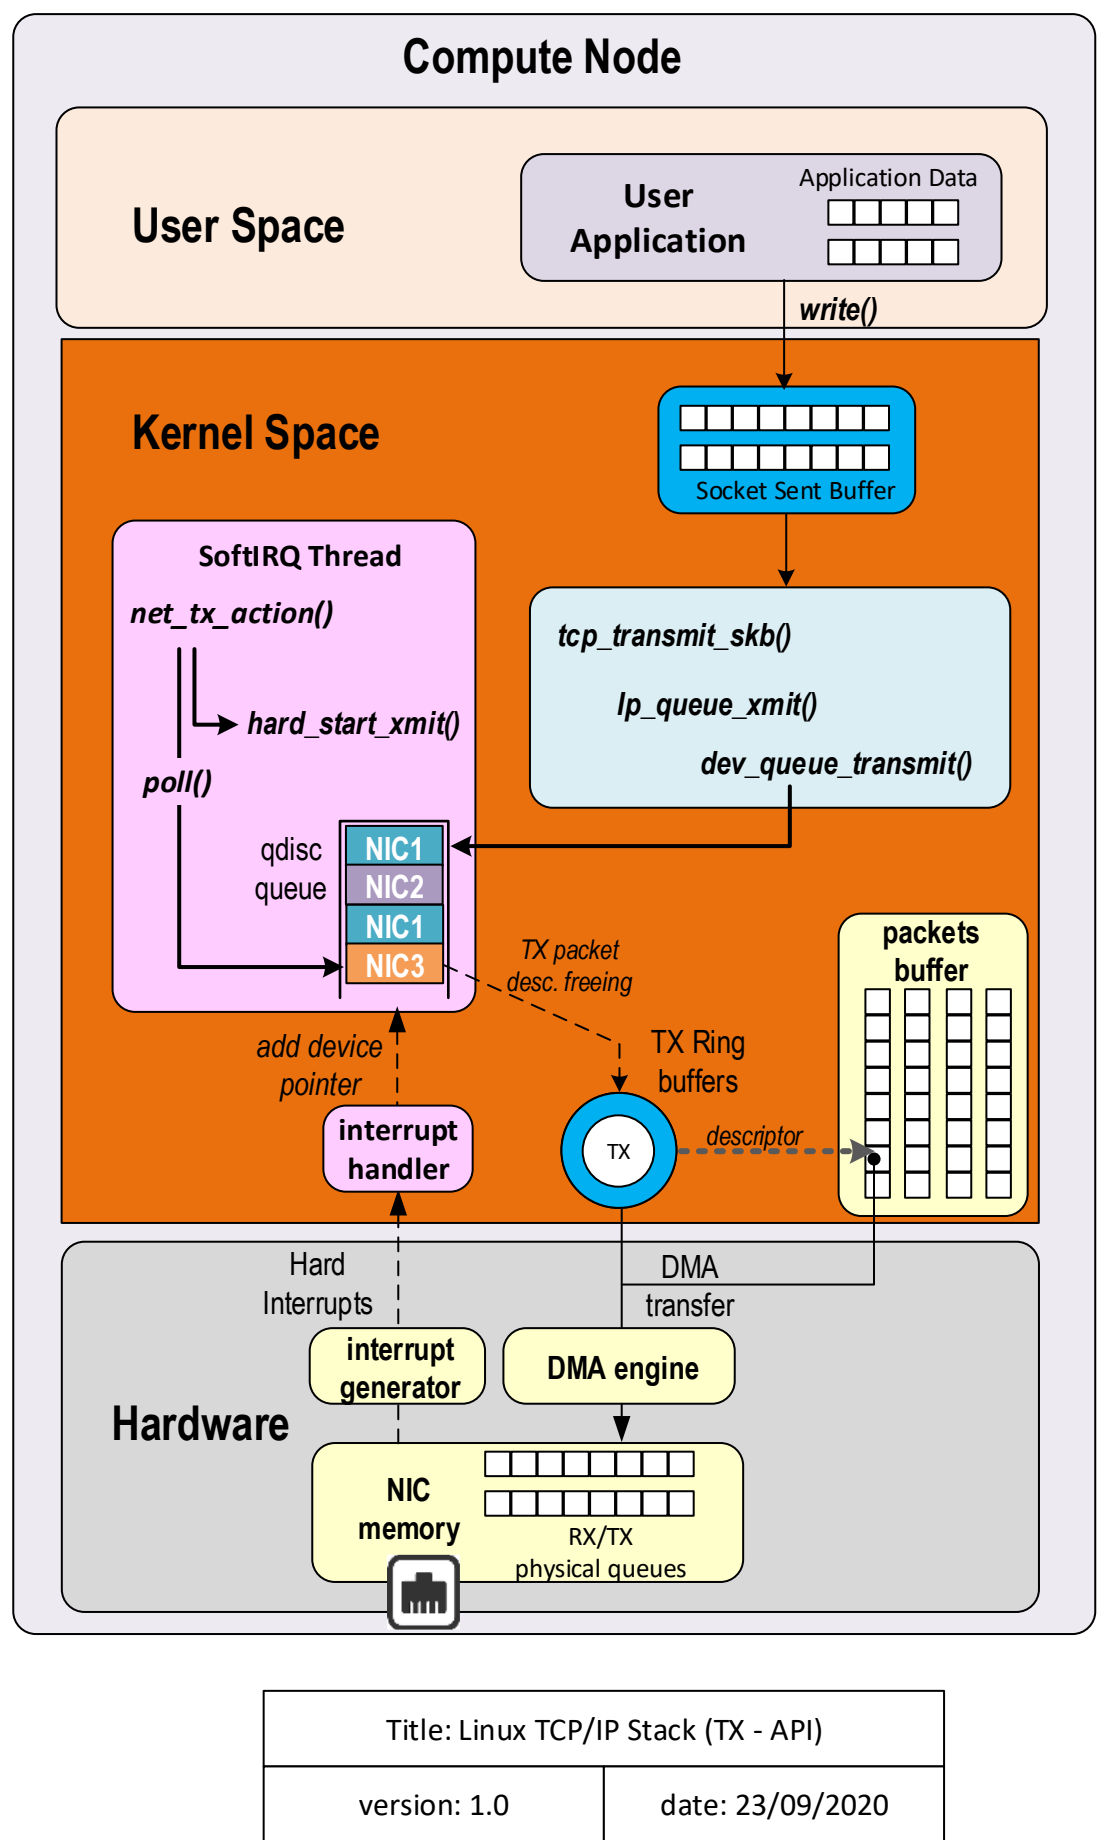 Compute Node
User Space
User
Application
Application Data
write()
Kernel Space
Socket Sent Buffer
SoftIRQ Thread
net_tx_action()
hard_start_xmit()
poll()
tcp_transmit_skb()
Ip_queue_xmit()
dev_queue_transmit()
qdisc
queue
NIC1
NIC2
NIC1
NIC3
TX packet
desc. freeing
packets
buffer
add device
pointer
TX Ring
buffers
interrupt
handler
TX
descriptor
Hard
Interrupts
DMA
transfer
interrupt
generator
DMA engine
Hardware
NIC
memory
RX/TX
physical queues
Title: Linux TCP/IP Stack (TX - API)
version: 1.0
date: 23/09/2020